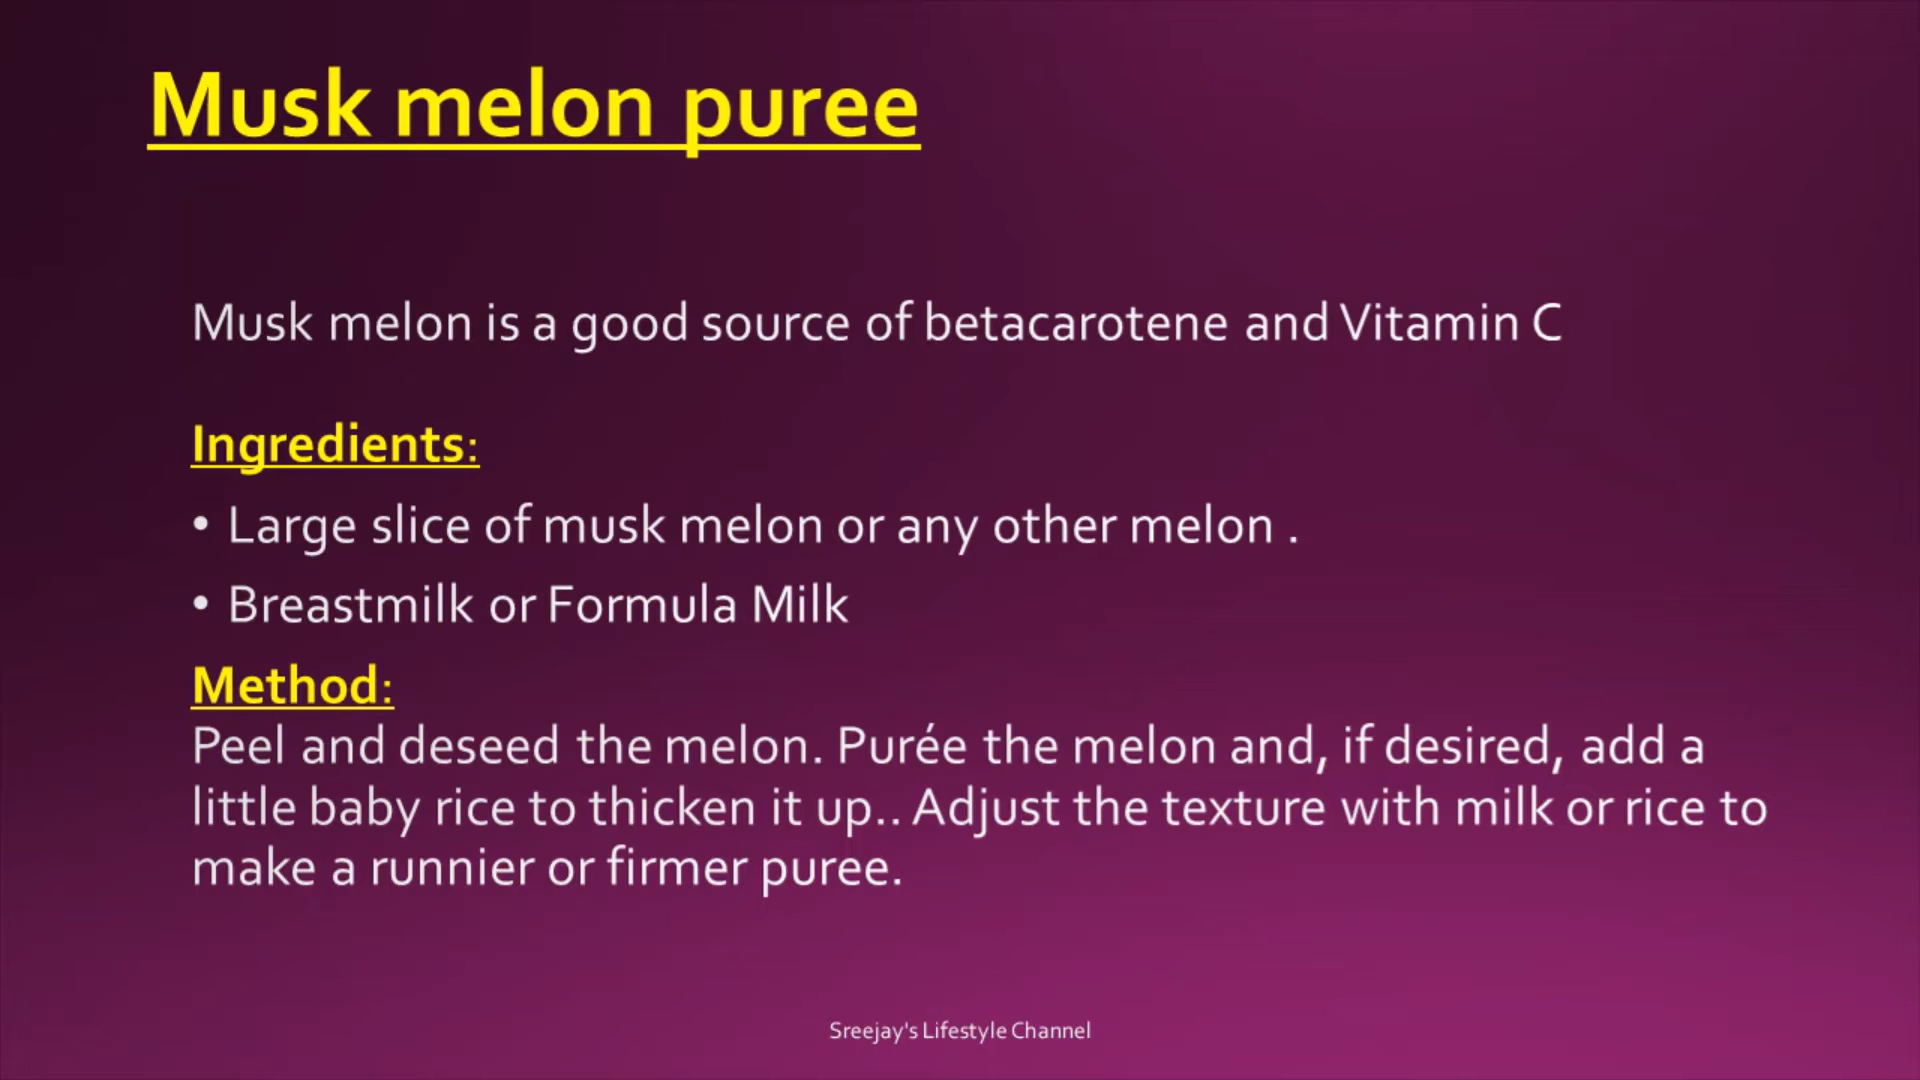 Musk melon puree
Musk melon is a good source of betacarotene and Vitamin C
Ingredients:
• Large slice of musk melon or any other melon .
• Breastmilk or Formula Milk
Method:
Peel and deseed the melon. Purée the melon and, if desired, add a
little baby rice to thicken it up.. Adjust the texture with milk or rice to
make a runnier or firmer puree.
Sreejay's Lifestyle Channel